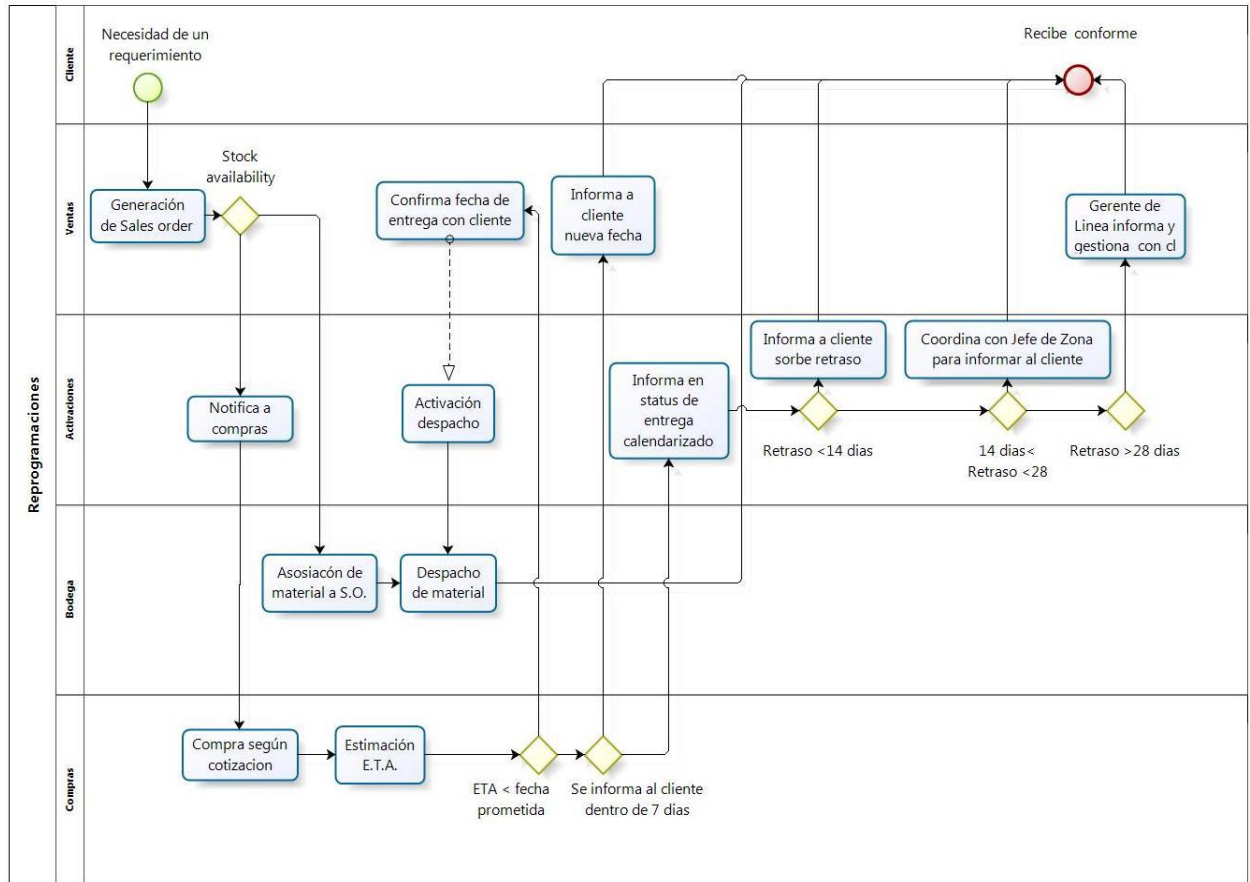 Reprogramaciones
Cliente
Necesidad de un
requerimiento
Recibe conforme
Ventas
Generación
de Sales order
Stock
availability
Confirma fecha de
entrega con cliente
Informa a
cliente
nueva fecha
Gerente de
Linea informa y
gestiona con cl
Activaciones
Notifica a
compras
Activación
despacho
Informa en
status de
entrega
calendarizado
Informa a cliente
sorbe retraso
Coordina con Jefe de Zona
para informar al cliente
Retraso <14 dias
14 dias<
Retraso <28
Retraso >28 dias
Bodega
Asosiacón de
material a S.O.
Despacho
de material
Compras
Compra según
cotizacion
Estimación
E.T.A.
ETA < fecha
prometida
Se informa al cliente
dentro de 7 dias